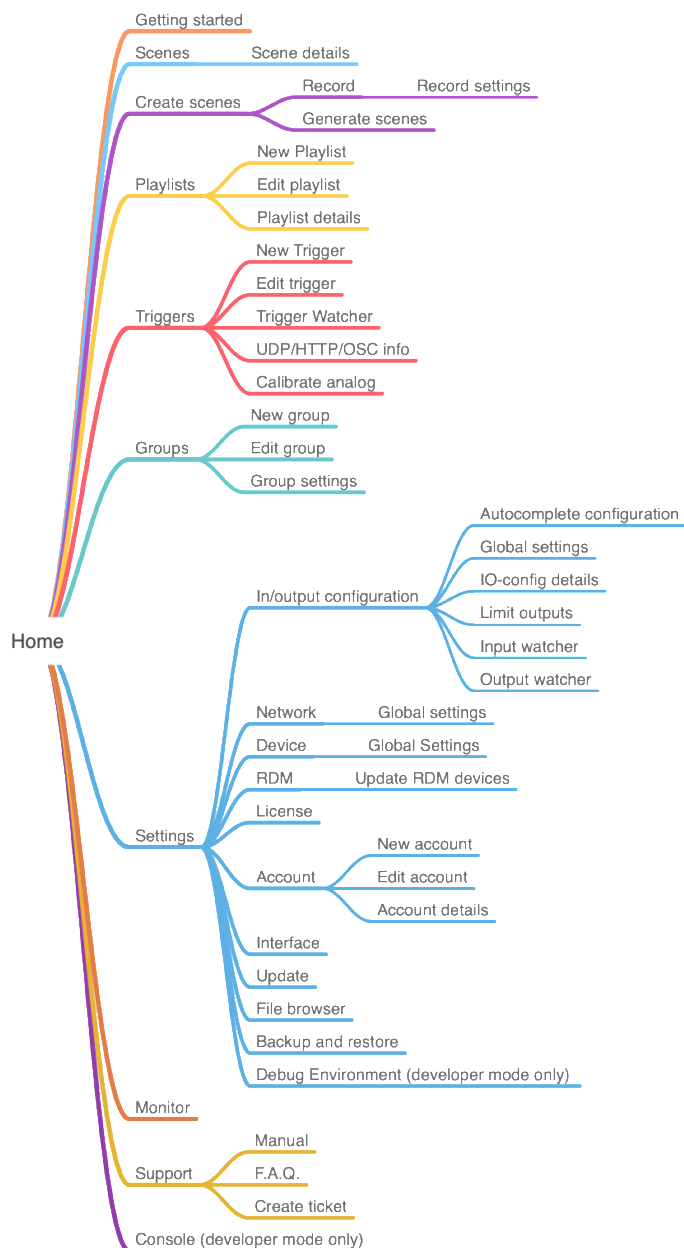 Getting started
Scenes
Scene details
Create scenes
Record
Record settings
Generate scenes
Playlists
New Playlist
Edit playlist
Playlist details
Triggers
New Trigger
Edit trigger
Trigger Watcher
UDP/HTTP/OSC info
Calibrate analog
Groups
New group
Edit group
Group settings
Home
Settings
In/output configuration
Autocomplete configuration
Global settings
IO-config details
Limit outputs
Input watcher
Output watcher
Network
Global settings
Device
Global Settings
RDM
Update RDM devices
License
Account
New account
Edit account
Account details
Interface
Update
File browser
Backup and restore
Debug Environment (developer mode only)
Monitor
Support
Manual
F.A.Q.
Create ticket
Console (developer mode only)